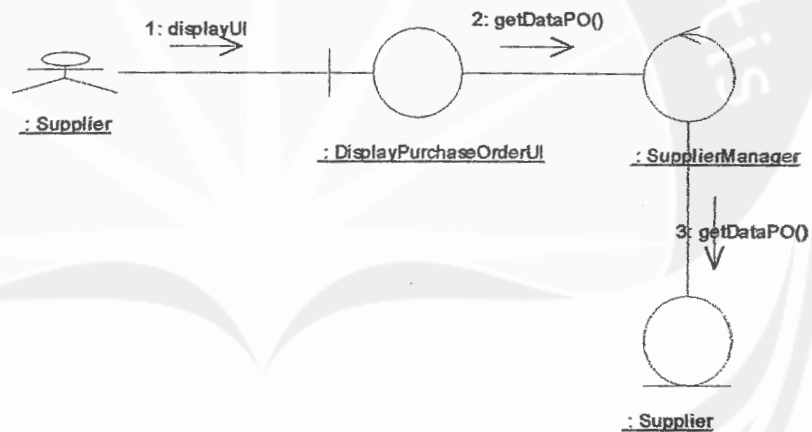 1: displayUI
2: getDataPO()
: Supplier
: DisplayPurchaseOrderUI
: SupplierManager
3: getDataPO()
: Supplier